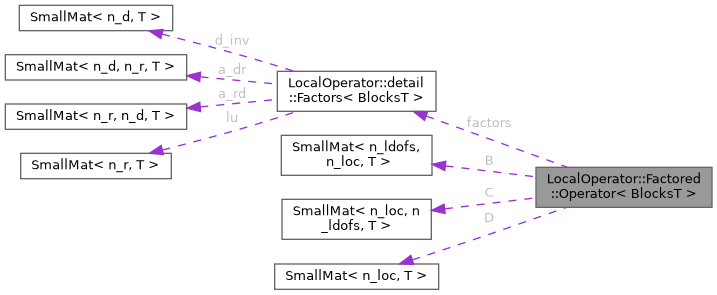 SmallMat< n_d, T >
d_inv
SmallMat< n_d, n_r, T >
a_dr
LocalOperator::detail
::Factors< BlocksT >
a_rd
SmallMat< n_r, n_d, T >
lu
factors
SmallMat< n_r, T >
SmallMat< n_ldofs,
n_loc, T >
B
LocalOperator::Factored
::Operator< BlocksT >
C
SmallMat< n_loc, n
_ldofs, T >
D
SmallMat< n_loc, T >